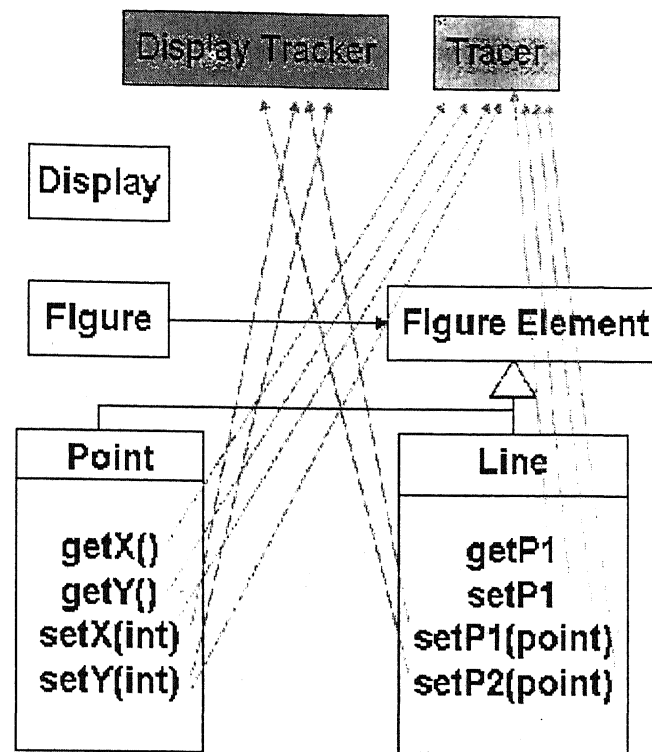 Display Tracker
Tracer
Display
Figure
Figure Element
Point
getX()
getY()
setX(int)
setY(int)
Line
getP1
setP1
setP1(point)
setP2(point)